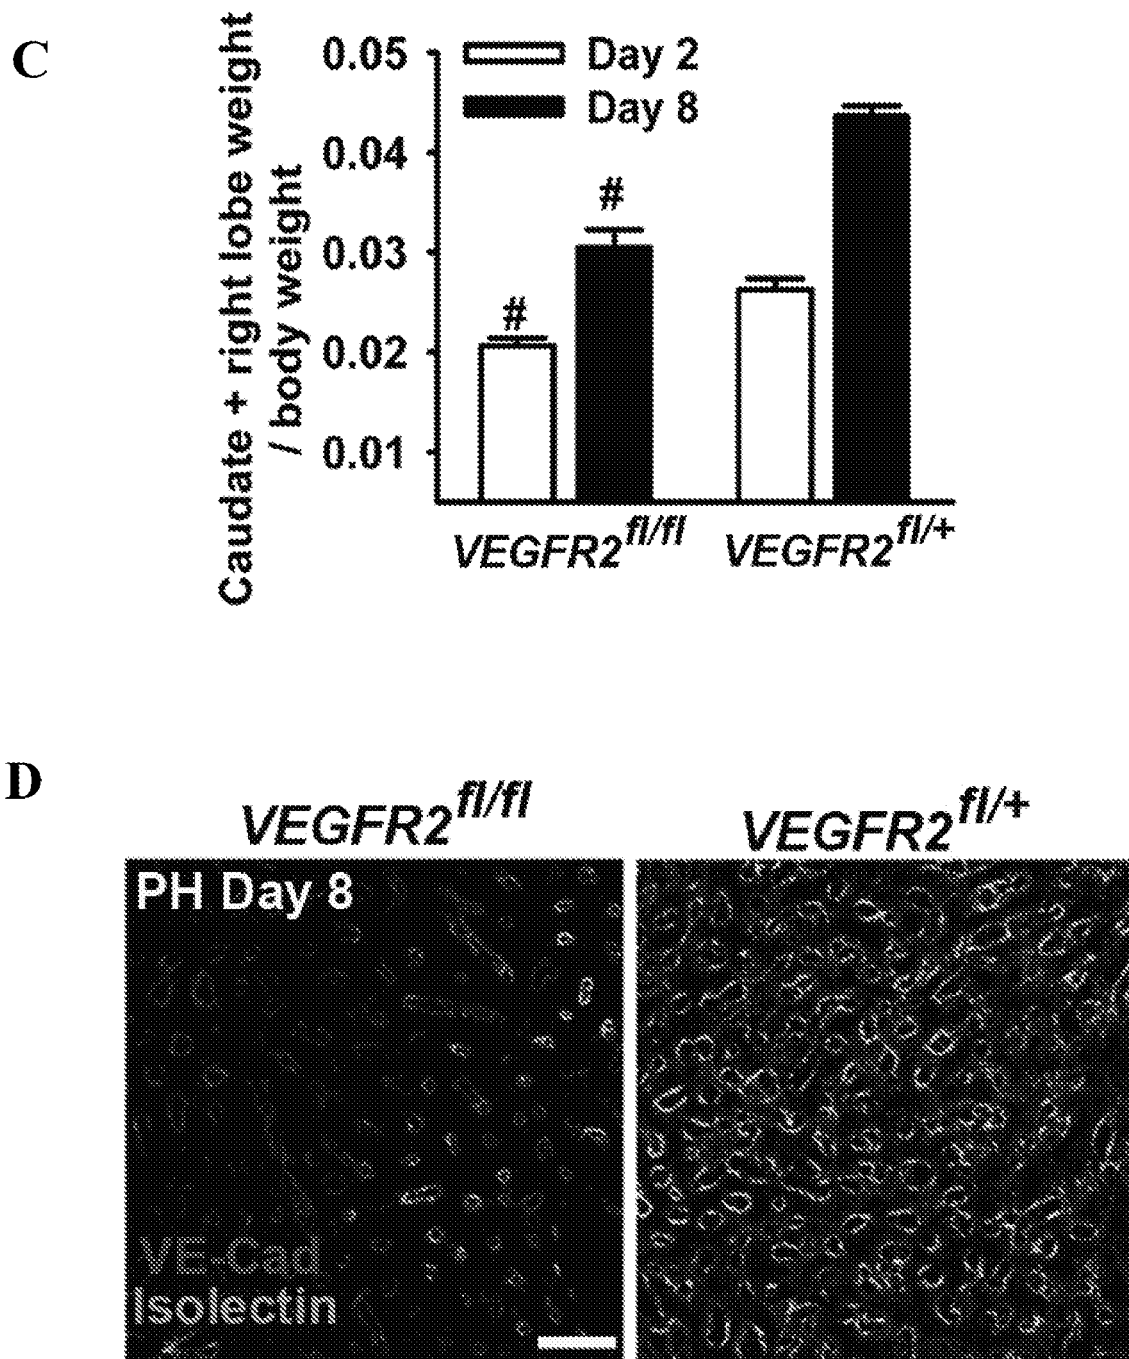 C
Caudate + right lobe weight
/ body weight
0.05
0.04
0.03
0.02
0.01
Day 2
Day 8
#
#
VEGFR2fl/fl
VEGFR2fl/+
D
VEGFR2fl/fl
VEGFR2fl/+
PH Day 8
VE-Cad
Isolectin